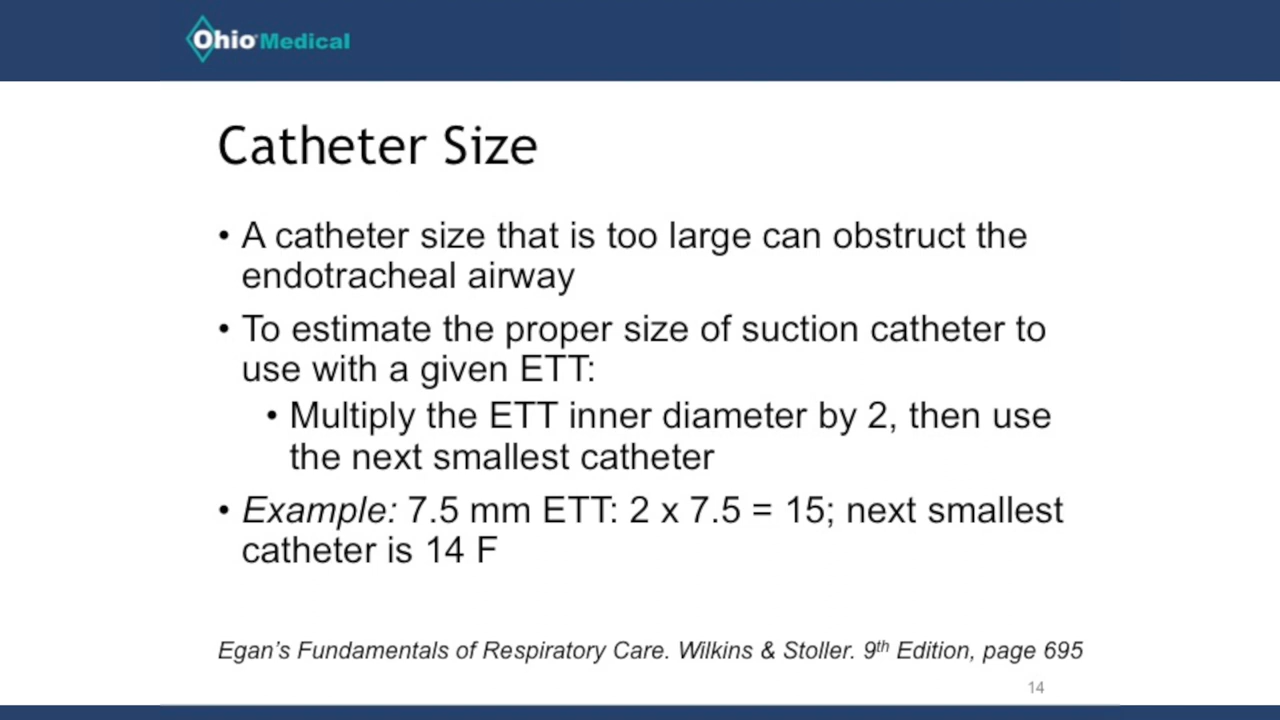 Ohio Medical
Catheter Size
• A catheter size that is too large can obstruct the
endotracheal airway
• To estimate the proper size of suction catheter to
use with a given ETT:
• Multiply the ETT inner diameter by 2, then use
the next smallest catheter
• Example: 7.5 mm ETT: 2 x 7.5 = 15; next smallest
catheter is 14 F
Egan’s Fundamentals of Respiratory Care. Wilkins & Stoller. 9th Edition, page 695
14